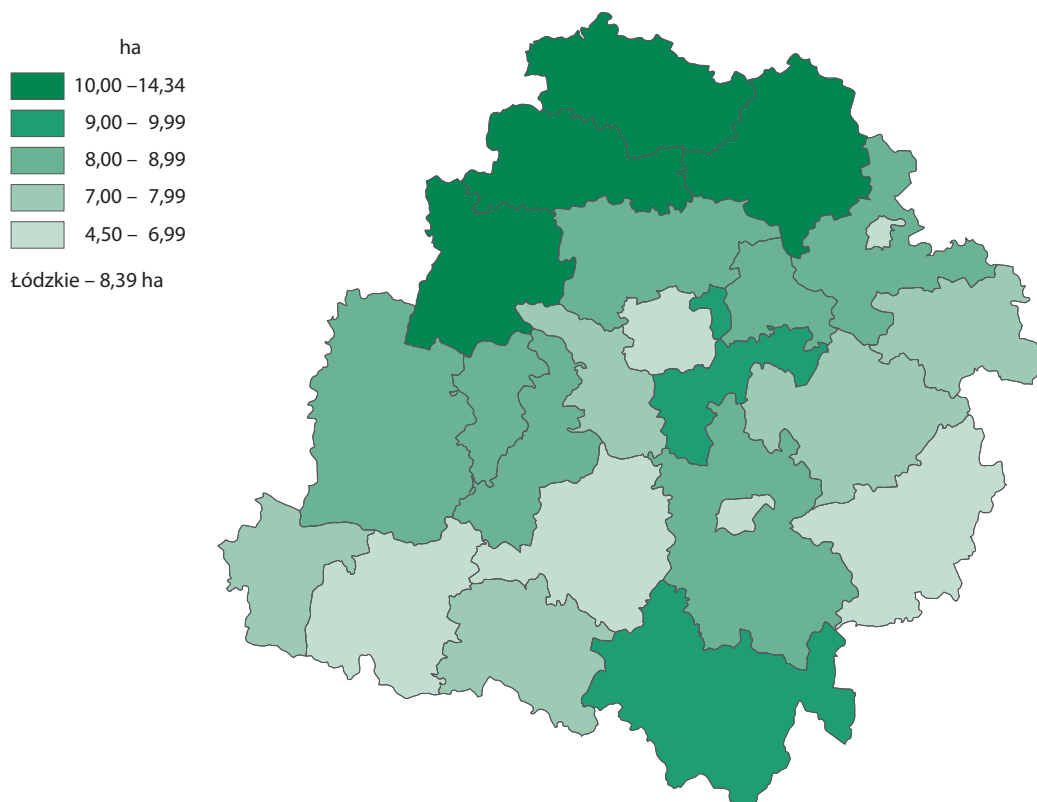 ha
10,00 –14,34
9,00 – 9,99
8,00 – 8,99
7,00 – 7,99
4,50 – 6,99
Łódzkie – 8,39 ha